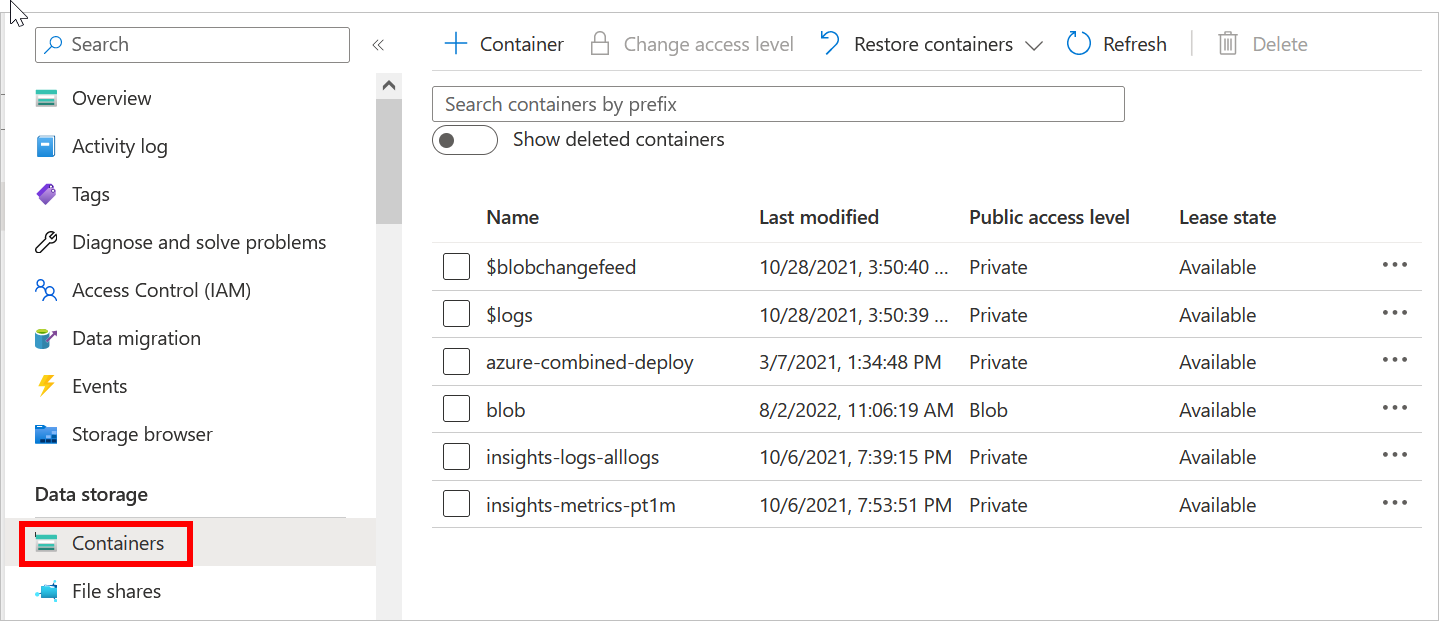 Search
Overview
Activity log
Tags
Diagnose and solve problems
Access Control (IAM)
Data migration
Events
Storage browser
Data storage
Containers
File shares
Container Change access level Restore containers Refresh Delete
Search containers by prefix
Show deleted containers
Name Last modified Public access level Lease state
$blobchangefeed 10/28/2021, 3:50:40 ... Private Available
$logs 10/28/2021, 3:50:39 ... Private Available
azure-combined-deploy 3/7/2021, 1:34:48 PM Private Available
blob 8/2/2022, 11:06:19 AM Blob Available
insights-logs-alllogs 10/6/2021, 7:39:15 PM Private Available
insights-metrics-pt1m 10/6/2021, 7:53:51 PM Private Available